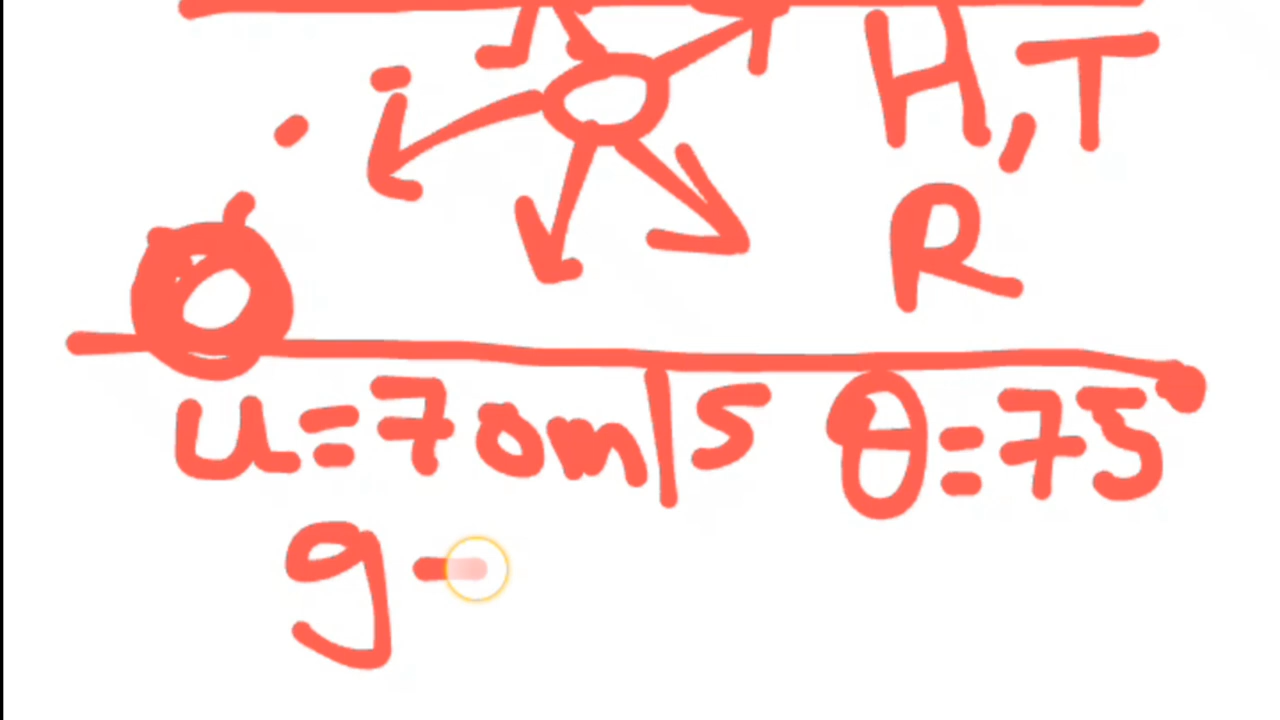 H, T
R
u=70m/s θ=75
g-